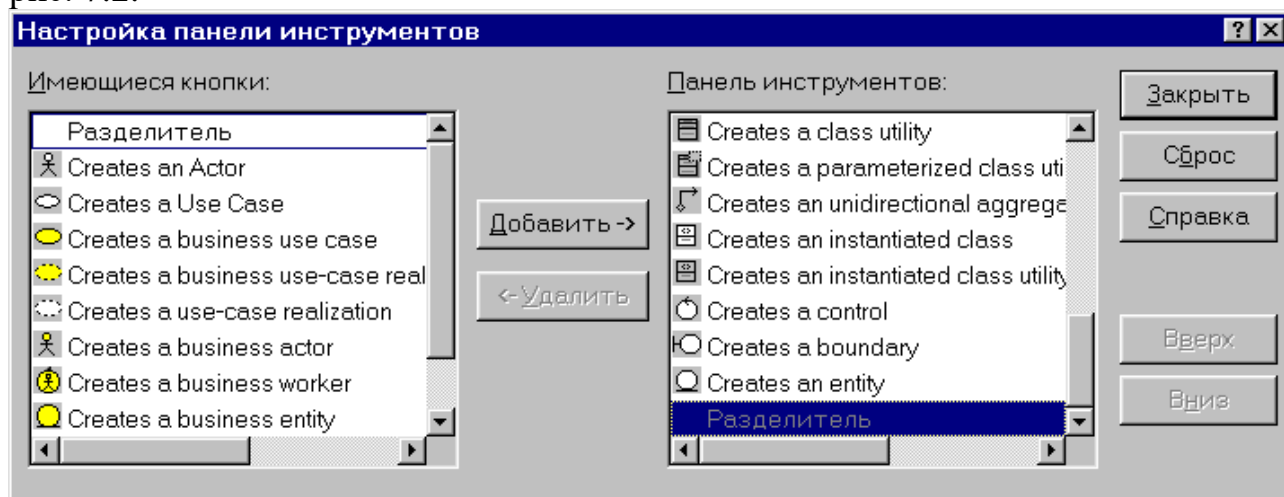 рис. 7.2.
Настройка панели инструментов
Имеющиеся кнопки:
Разделитель
Creates an Actor
Creates a Use Case
Creates a business use case
Creates a business use-case real
Creates a use-case realization
Creates a business actor
Creates a business worker
Creates a business entity
Добавить ->
<- Удалить
Панель инструментов:
Creates a class utility
Creates a parameterized class uti
Creates an unidirectional aggrega
Creates an instantiated class
Creates an instantiated class utility
Creates a control
Creates a boundary
Creates an entity
Разделитель
Закрыть
Сброс
Справка
Вверх
Вниз